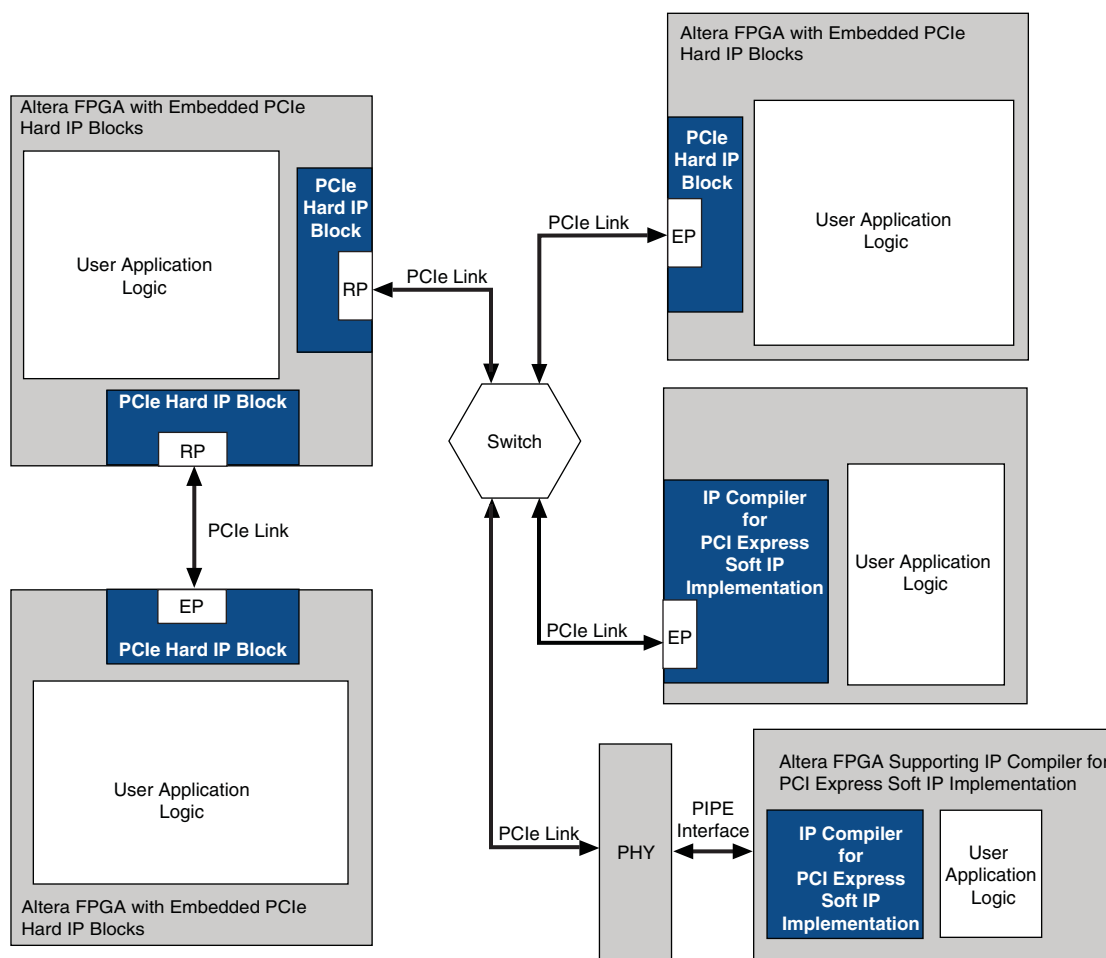 Altera FPGA with Embedded PCIe
Hard IP Blocks
User Application
Logic
PCIe
Hard IP
Block
RP
PCIe Hard IP Block
RP
PCIe Link
EP
PCIe Hard IP Block
User Application
Logic
Altera FPGA with Embedded PCIe
Hard IP Blocks
PCIe Link
Switch
PCIe Link
Altera FPGA with Embedded PCIe
Hard IP Blocks
PCIe
Hard IP
Block
EP
User Application
Logic
PCIe Link
IP Compiler
for
PCI Express
Soft IP
Implementation
EP
User Application
Logic
PCIe Link
PHY
PIPE
Interface
Altera FPGA Supporting IP Compiler for
PCI Express Soft IP Implementation
IP Compiler
for
PCI Express
Soft IP
Implementation
User
Application
Logic